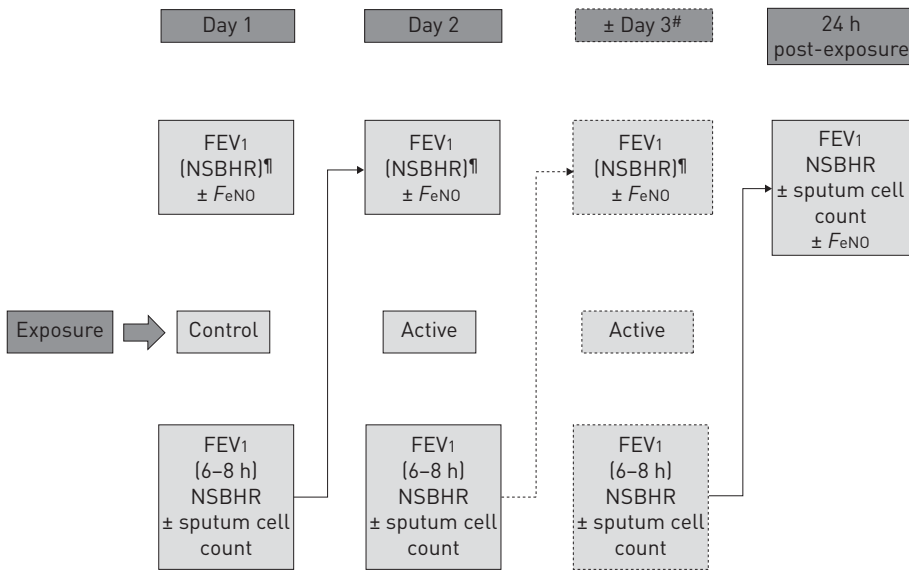 Day 1
Day 2
± Day 3#
24 h
post-exposure
FEV1
(NSBHR)¶
± FeNO
FEV1
(NSBHR)¶
± FeNO
FEV1
(NSBHR)¶
± FeNO
FEV1
NSBHR
± sputum cell
count
± FeNO
Exposure
Control
Active
Active
FEV1
(6–8 h)
NSBHR
± sputum cell
count
FEV1
(6–8 h)
NSBHR
± sputum cell
count
FEV1
(6–8 h)
NSBHR
± sputum cell
count